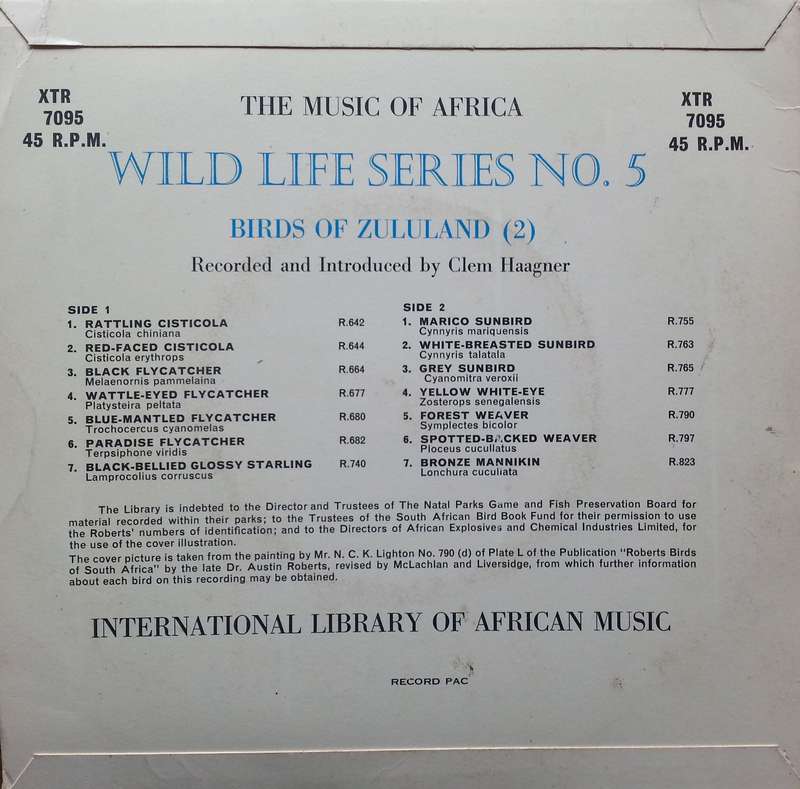 XTR
7095
45 R.P.M.
THE MUSIC OF AFRICA
XTR
7095
45 R.P.M.
WILD LIFE SERIES NO. 5
BIRDS OF ZULULAND (2)
Recorded and Introduced by Clem Haagner
SIDE 1
1. RATTLING CISTICOLA R.642
Cisticola chiniana
2. RED-FACED CISTICOLA R.644
Cisticola erythrops
3. BLACK FLYCATCHER R.664
Melaenornis pammelaina
4. WATTLE-EYED FLYCATCHER R.677
Platysteira peltata
5. BLUE-MANTLED FLYCATCHER R.680
Trochocercus cyanomelas
6. PARADISE FLYCATCHER R.682
Terpsiphone viridis
7. BLACK-BELLIED GLOSSY STARLING R.740
Lamprocolius corruscus
SIDE 2
1. MARICO SUNBIRD R.755
Cynnyris mariquensis
2. WHITE-BREASTED SUNBIRD R.763
Cynnyris talatala
3. GREY SUNBIRD R.765
Cyanomitra veroxii
4. YELLOW WHITE-EYE R.777
Zosterops senegalensis
5. FOREST WEAVER R.790
Symplectes bicolor
6. SPOTTED-BACKED WEAVER R.797
Ploceus cucullatus
7. BRONZE MANNIKIN R.823
Lonchura cucullata
The Library is indebted to the Director and Trustees of The Natal Parks Game and Fish Preservation Board for
material recorded within their parks; to the Trustees of the South African Bird Book Fund for their permission to use
the Roberts' numbers of identification; and to the Directors of African Explosives and Chemical Industries Limited, for
the use of the cover illustration.
The cover picture is taken from the painting by Mr. N. C. K. Lighton No. 790 (d) of Plate L of the Publication "Roberts Birds
of South Africa" by the late Dr. Austin Roberts, revised by McLachlan and Liversidge, from which further information
about each bird on this recording may be obtained.
INTERNATIONAL LIBRARY OF AFRICAN MUSIC
RECORD PAC